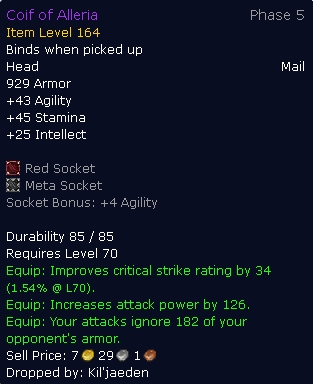 Coif of Alleria Phase 5
Item Level 164
Binds when picked up
Head Mail
929 Armor
+43 Agility
+45 Stamina
+25 Intellect
Red Socket
Meta Socket
Socket Bonus: +4 Agility
Durability 85 / 85
Requires Level 70
Equip: Improves critical strike rating by 34
(1.54% @ L70).
Equip: Increases attack power by 126.
Equip: Your attacks ignore 182 of your
opponent's armor.
Sell Price: 7 29 1
Dropped by: Kil'jaeden